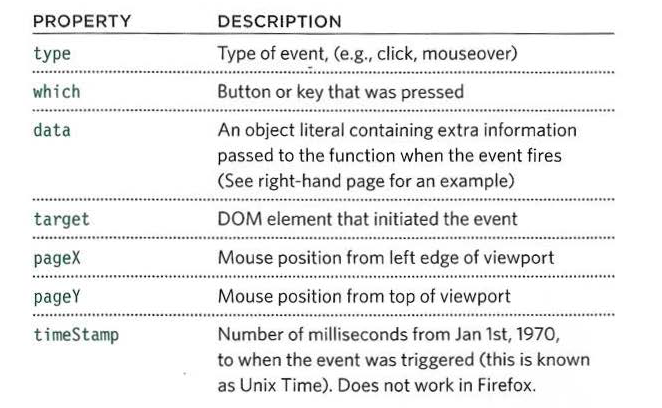 PROPERTY DESCRIPTION
type Type of event, (e.g., click, mouseover)
which Button or key that was pressed
data An object literal containing extra information
passed to the function when the event fires
(See right-hand page for an example)
target DOM element that initiated the event
pageX Mouse position from left edge of viewport
pageY Mouse position from top of viewport
timeStamp Number of milliseconds from Jan 1st, 1970,
to when the event was triggered (this is known
as Unix Time). Does not work in Firefox.